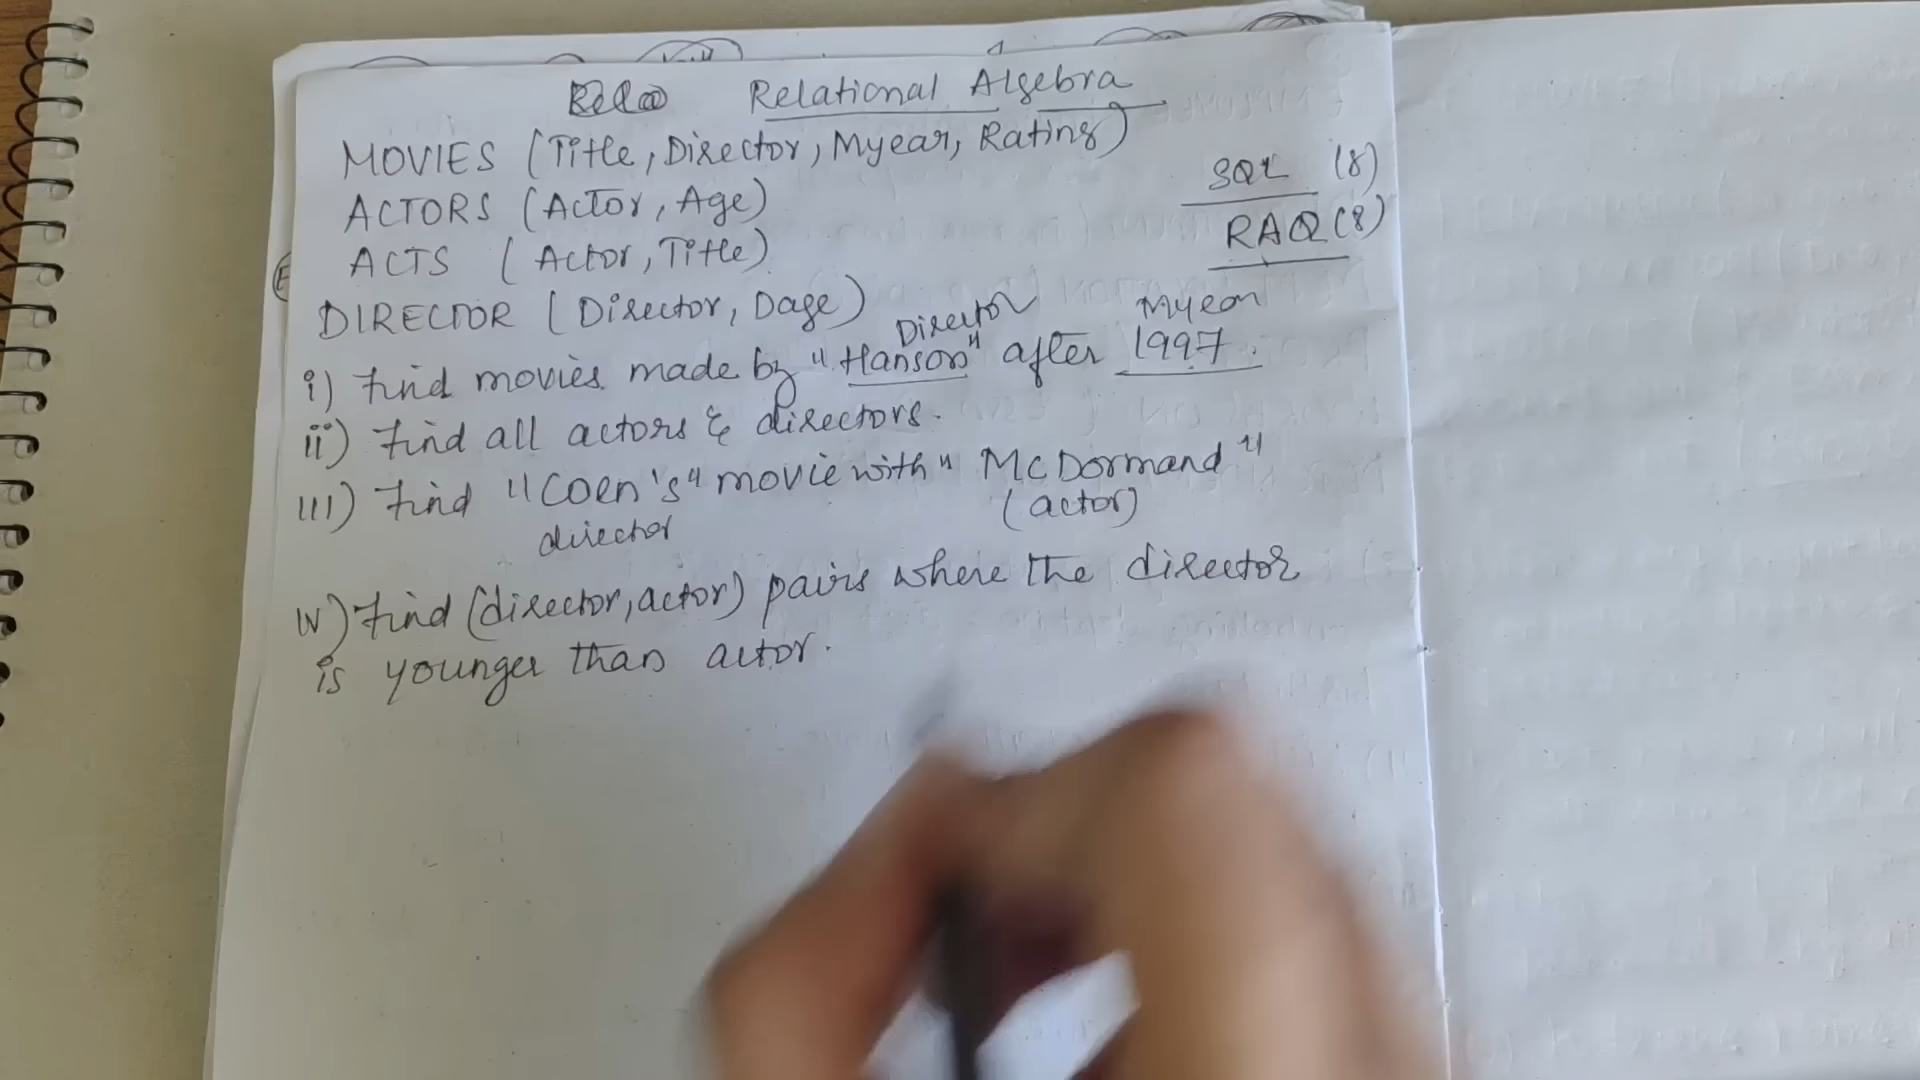 Relational Algebra
MOVIES (Title, Director, Myear, Rating)
ACTORS (Actor, Age)
ACTS (Actor, Title)
DIRECTOR (Director, Dage)
SQL (8)
RAQ (8)
Director Myear
i) Find movies made by "Hanson" after 1997.
ii) Find all actors & directors.
iii) Find "Coen's" movie with "McDormand"
director (actor)
iv) Find (director, actor) pairs where the director
is younger than actor.